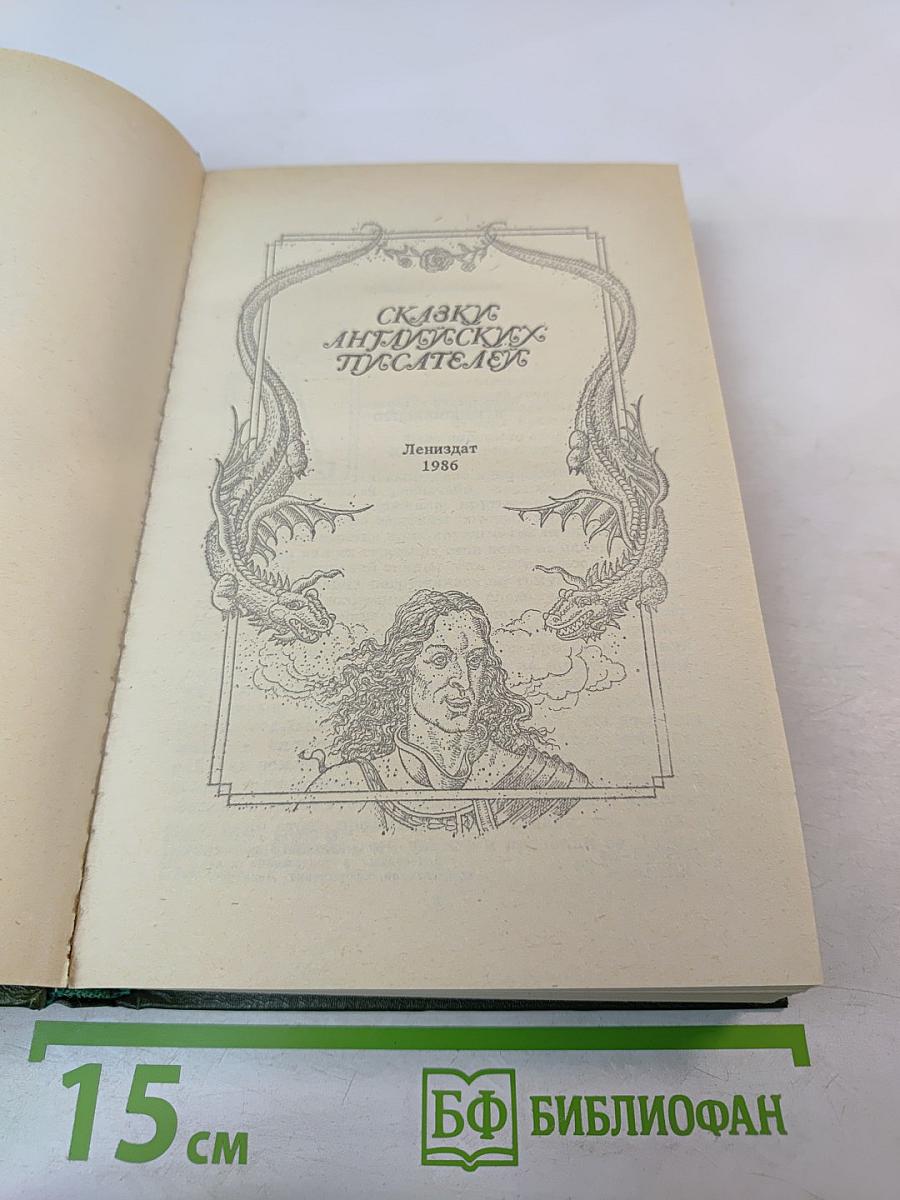 СКАЗКИ
АНГЛИЙСКИХ
ПИСАТЕЛЕЙ
Лениздат
1986
15 см
БФ БИБЛИОФАН